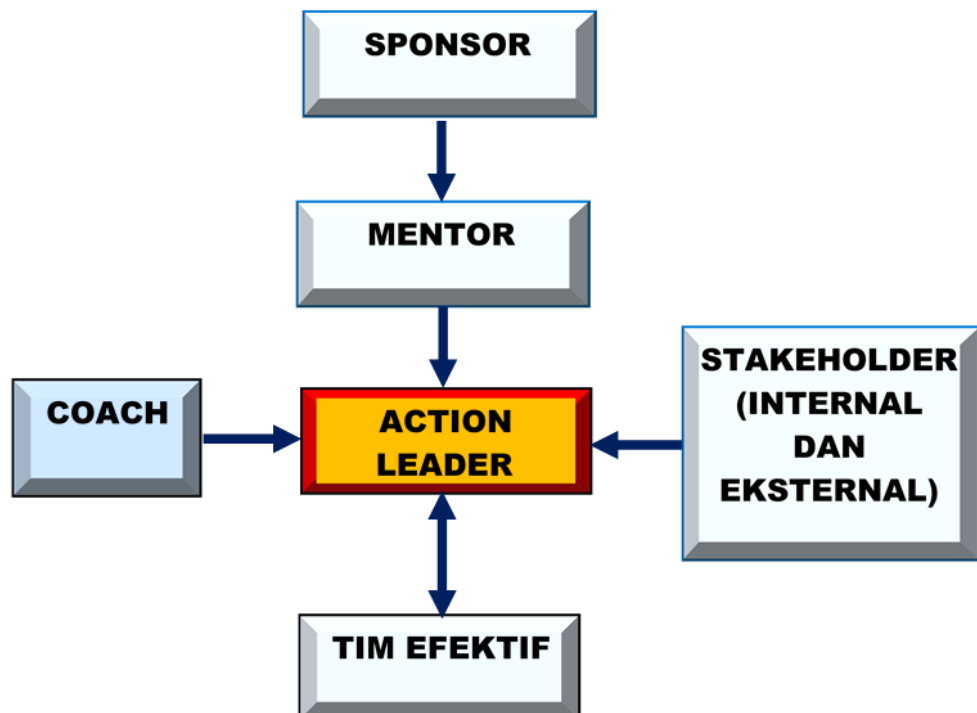 SPONSOR
MENTOR
COACH
ACTION
LEADER
STAKEHOLDER
(INTERNAL
DAN
EKSTERNAL)
TIM EFEKTIF